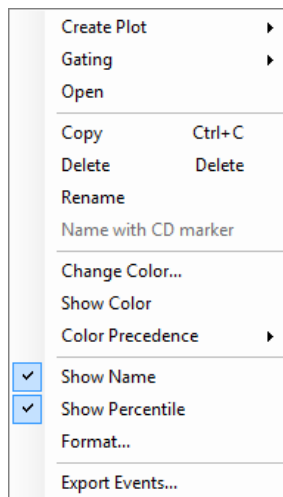 Create Plot
Gating
Open
Copy Ctrl+C
Delete Delete
Rename
Name with CD marker
Change Color...
Show Color
Color Precedence
Show Name
Show Percentile
Format...
Export Events...